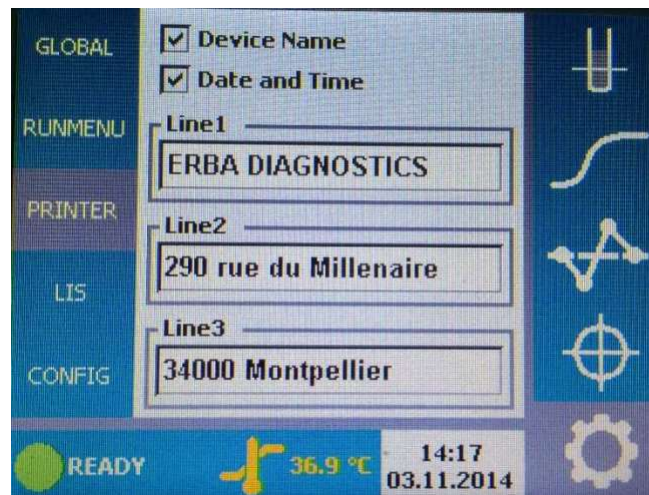 GLOBAL
RUNMENU
PRINTER
LIS
CONFIG
Device Name
Date and Time
Line1
ERBA DIAGNOSTICS
Line2
290 rue du Millenaire
Line3
34000 Montpellier
READY
36.9 °C
14:17
03.11.2014